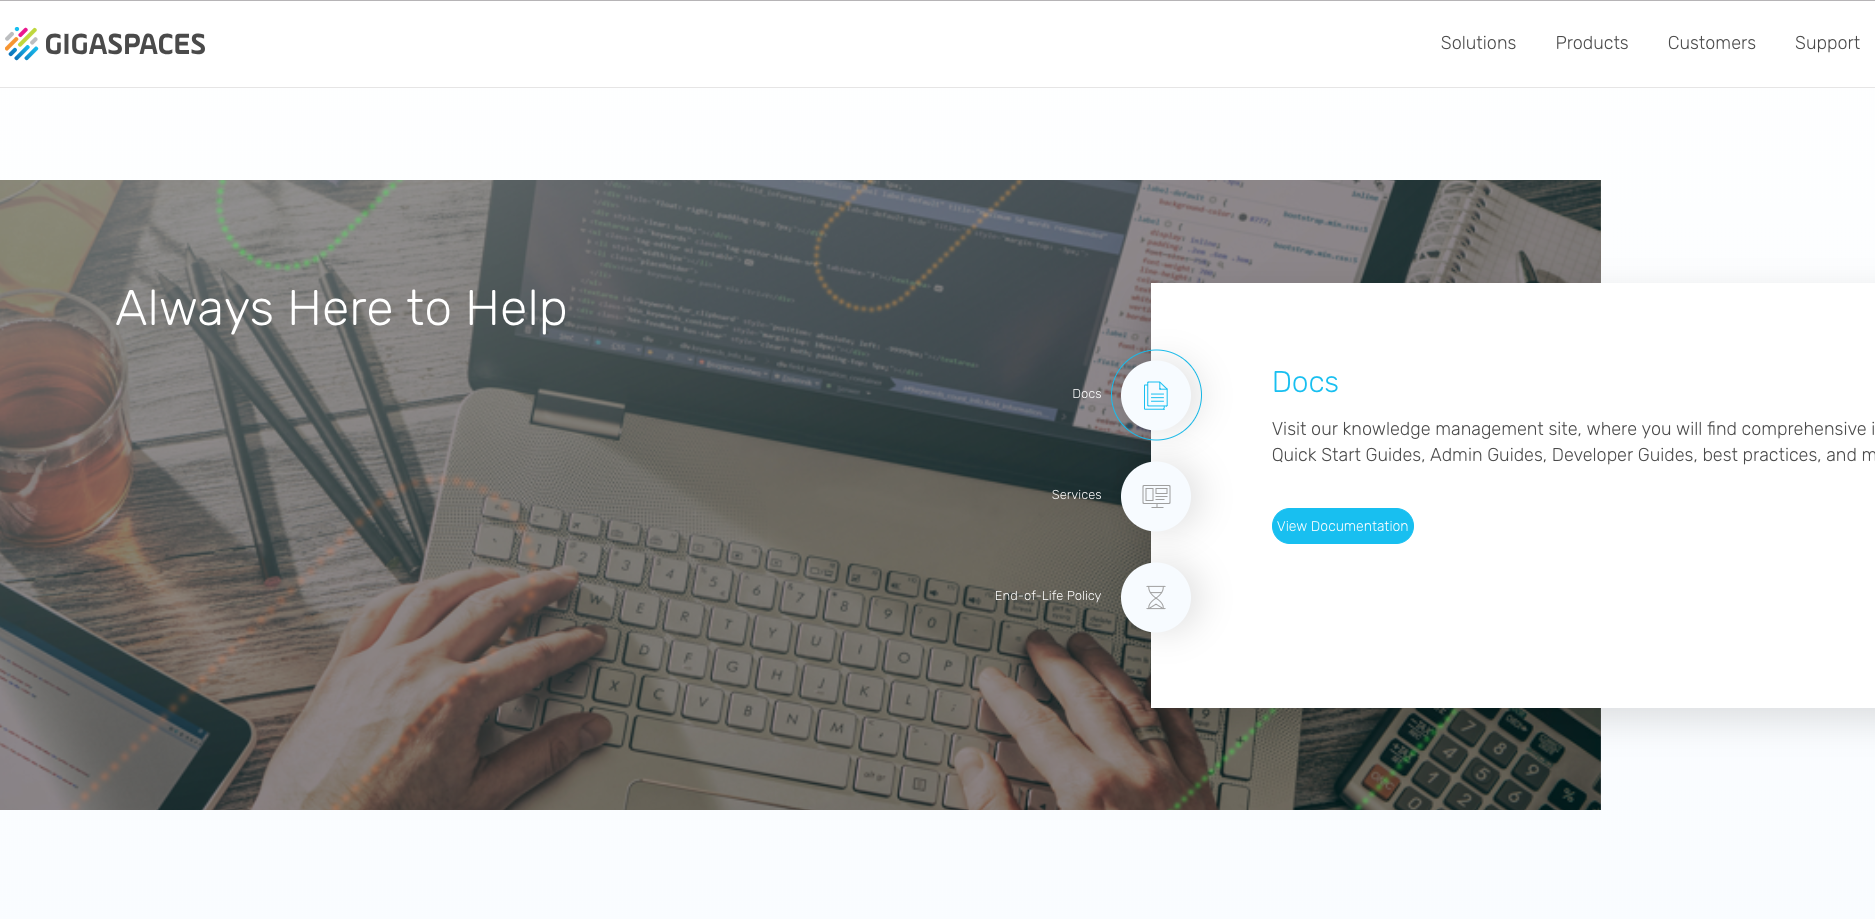 GIGASPACES
Solutions
Products
Customers
Support
Always Here to Help
Docs
Services
End-of-Life Policy
Docs
Visit our knowledge management site, where you will find comprehensive
Quick Start Guides, Admin Guides, Developer Guides, best practices, and
View Documentation